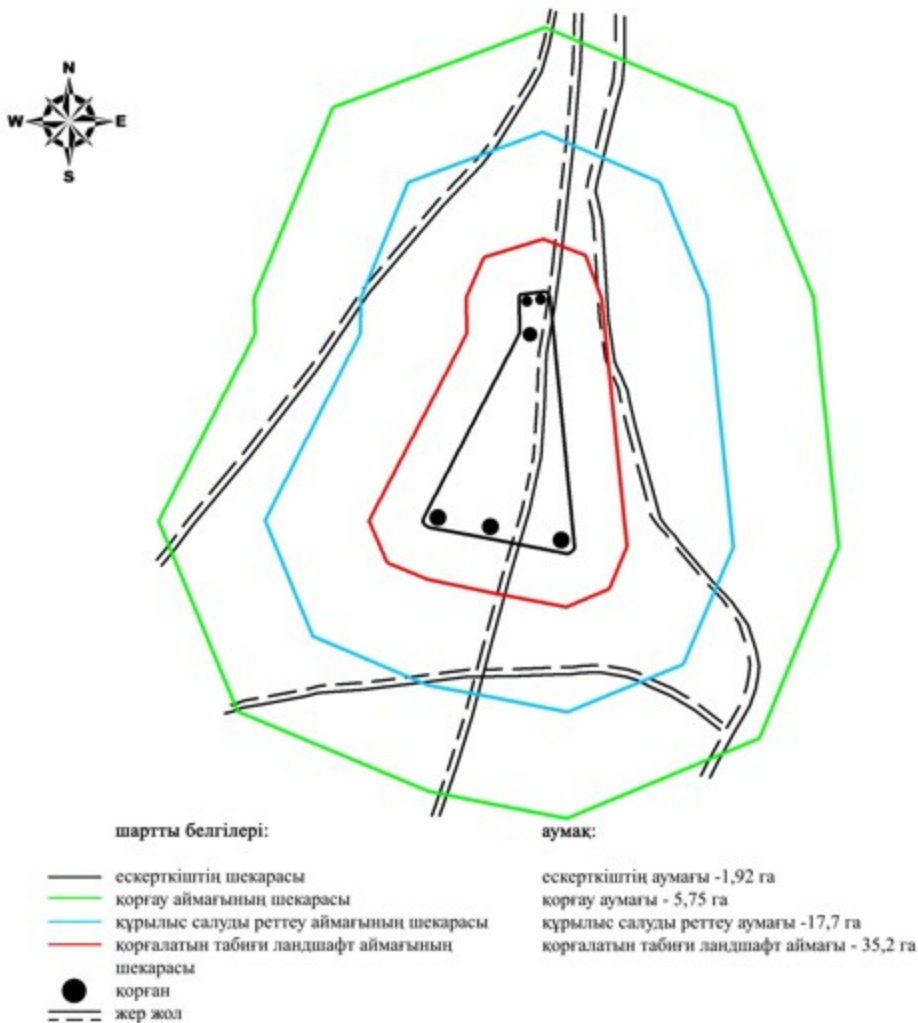 N
W E
S
шартты белгілері:
ескерткіштің шекарасы
қорғау аймағының шекарасы
құрылыс салуды реттеу аймағының шекарасы
қорғалатын табиғи ландшафт аймағының
шекарасы
қорған
жер жол
аумақ:
ескерткіштің аумағы -1,92 га
қорғау аумағы - 5,75 га
құрылыс салуды реттеу аумағы -17,7 га
қорғалатын табиғи ландшафт аймағы - 35,2 га